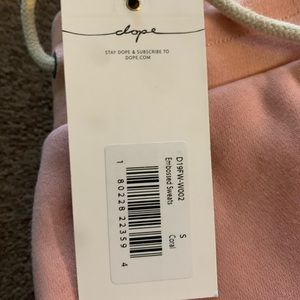 dope
STAY DOPE & SUBSCRIBE TO
DOPE.COM
D19FW-W002
Embossed Sweats
S
Coral
1 80228 22359 4